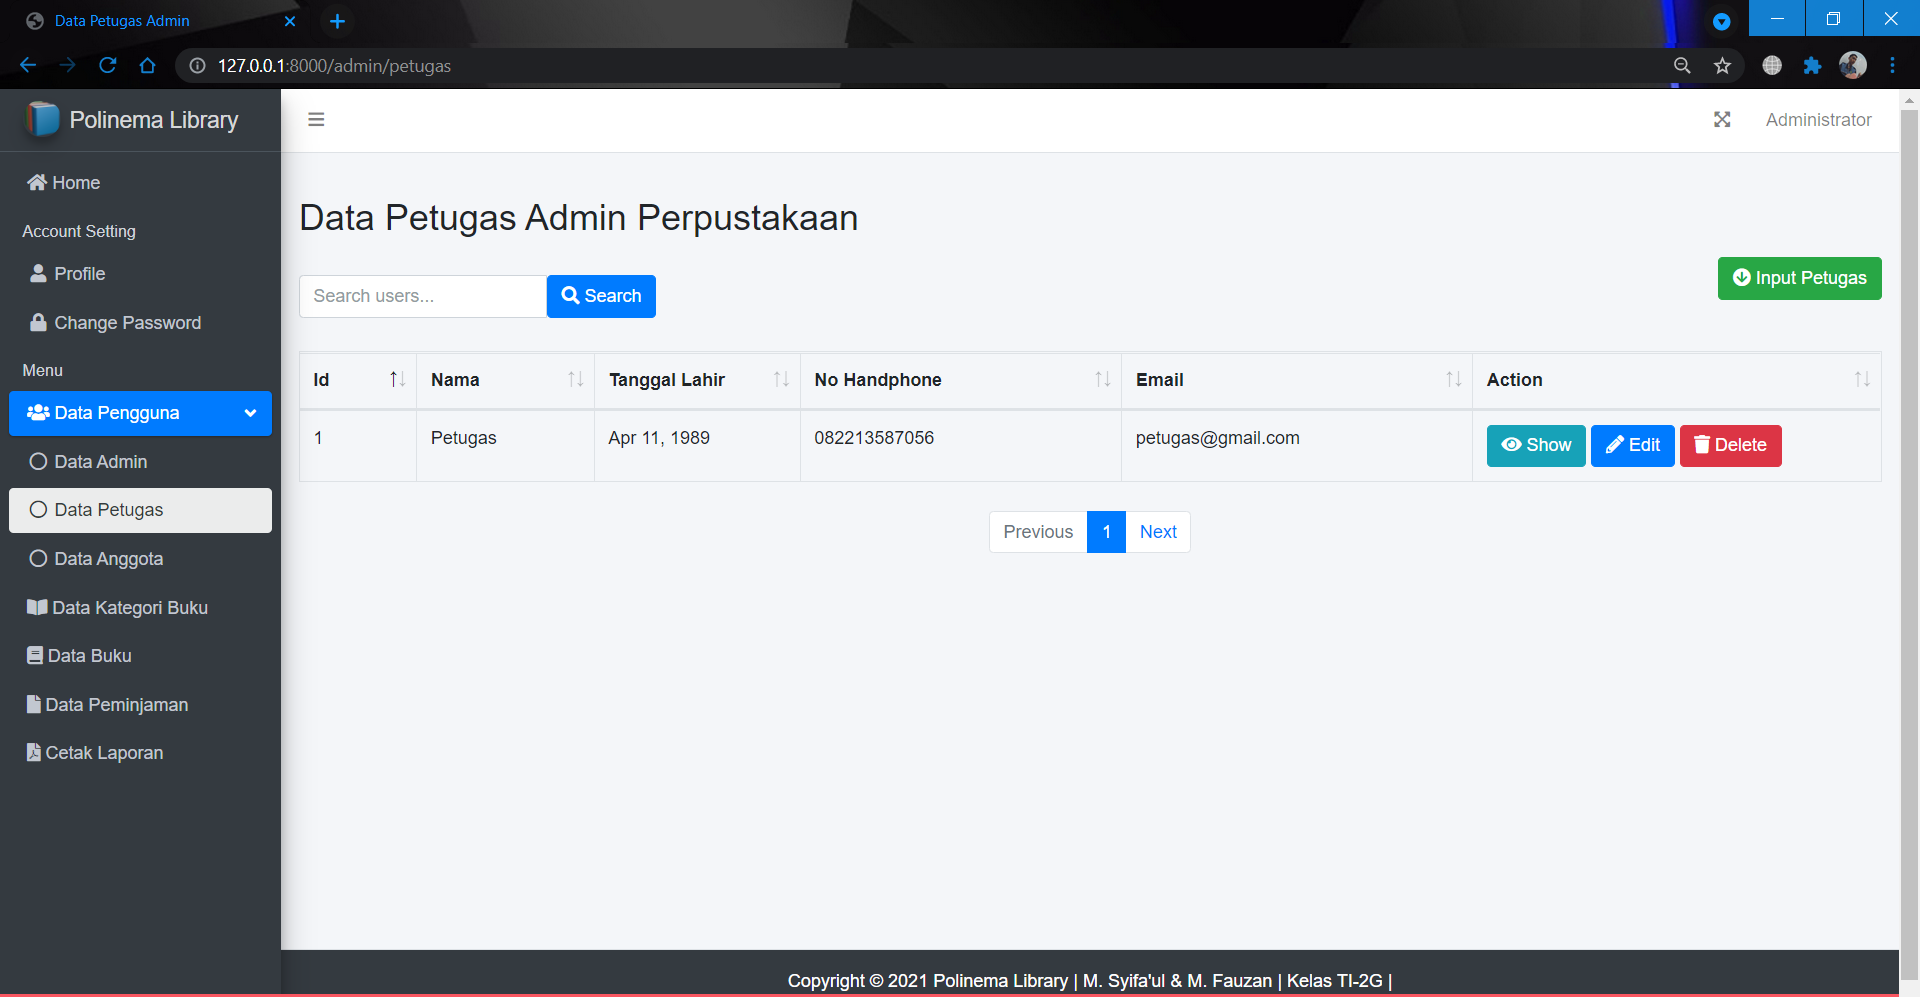 Data Petugas Admin
127.0.0.1:8000/admin/petugas
Polinema Library
Administrator
Home
Account Setting
Profile
Change Password
Menu
Data Pengguna
Data Admin
Data Petugas
Data Anggota
Data Kategori Buku
Data Buku
Data Peminjaman
Cetak Laporan
Data Petugas Admin Perpustakaan
Search users... Search
Input Petugas
Id Nama Tanggal Lahir No Handphone Email Action
1 Petugas Apr 11, 1989 082213587056 petugas@gmail.com Show Edit Delete
Previous 1 Next
Copyright © 2021 Polinema Library | M. Syifa'ul & M. Fauzan | Kelas TI-2G |